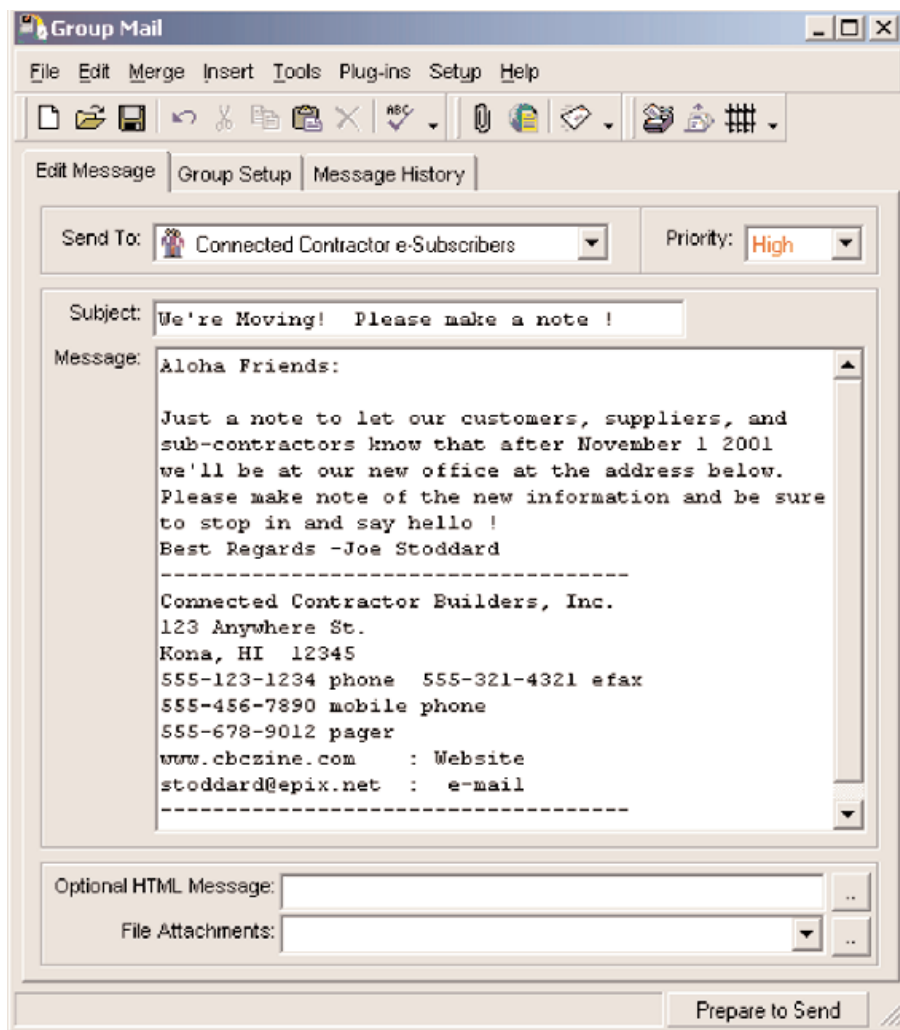 Group Mail
File Edit Merge Insert Tools Plug-ins Setup Help
ABC
Edit Message Group Setup Message History
Send To: Connected Contractor e-Subscribers Priority: High
Subject: We're Moving!  Please make a note !
Message: Aloha Friends:
Just a note to let our customers, suppliers, and
sub-contractors know that after November 1 2001
we'll be at our new office at the address below.
Please make note of the new information and be sure
to stop in and say hello !
Best Regards -Joe Stoddard
------------------------------------
Connected Contractor Builders, Inc.
123 Anywhere St.
Kona, HI  12345
555-123-1234 phone  555-321-4321 efax
555-456-7890 mobile phone
555-678-9012 pager
www.cbczine.com    : Website
stoddard@epix.net  :  e-mail
------------------------------------
Optional HTML Message: ..
File Attachments: ..
Prepare to Send